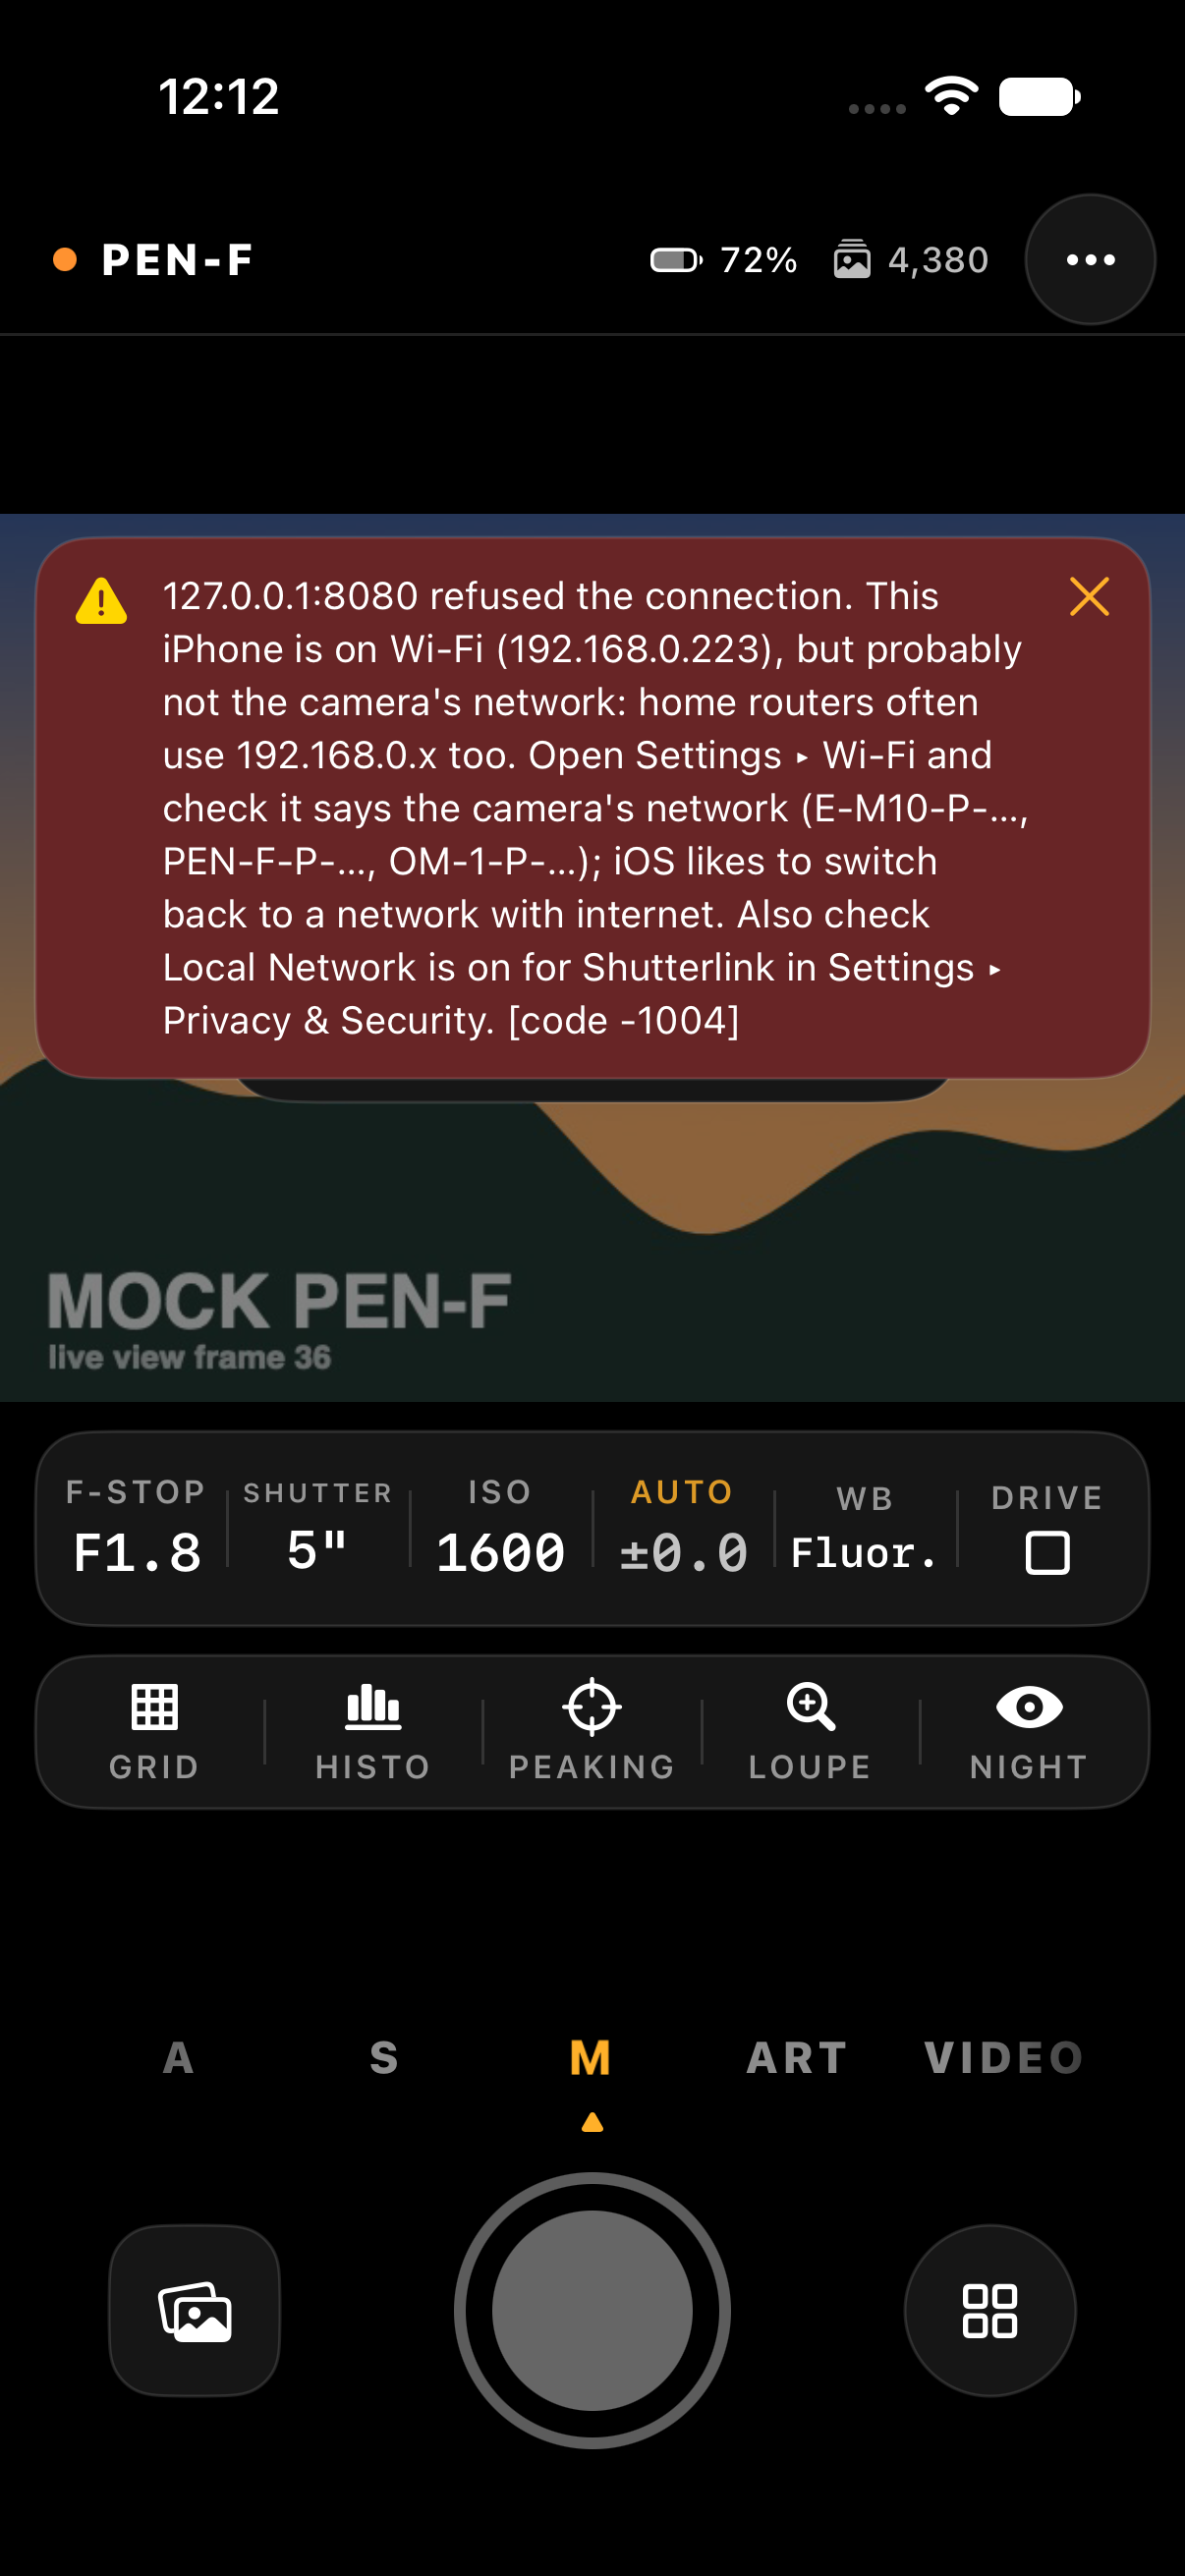 12:12
PEN-F 72% 4,380
127.0.0.1:8080 refused the connection. This
iPhone is on Wi-Fi (192.168.0.223), but probably
not the camera's network: home routers often
use 192.168.0.x too. Open Settings ▸ Wi-Fi and
check it says the camera's network (E-M10-P-…,
PEN-F-P-…, OM-1-P-…); iOS likes to switch
back to a network with internet. Also check
Local Network is on for Shutterlink in Settings ▸
Privacy & Security. [code -1004]
MOCK PEN-F
live view frame 36
F-STOP SHUTTER ISO AUTO WB DRIVE
F1.8 5" 1600 ±0.0 Fluor.
GRID HISTO PEAKING LOUPE NIGHT
A S M ART VIDEO